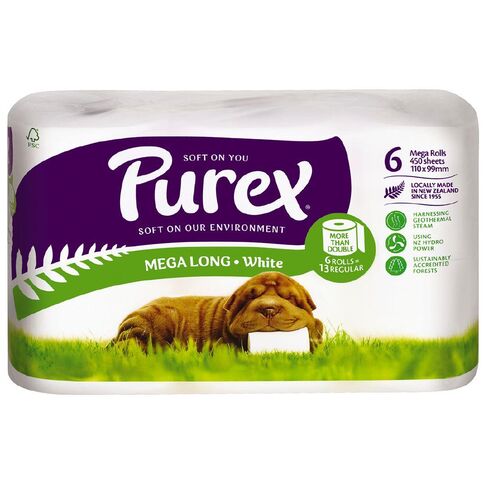 FSC
SOFT ON YOU
Purex®
SOFT ON OUR ENVIRONMENT
MEGA LONG • White
MORE
THAN
DOUBLE
6 ROLLS =
13 REGULAR
6 Mega Rolls
450 sheets
110 x 99mm
LOCALLY MADE
IN NEW ZEALAND
SINCE 1955
HARNESSING
GEOTHERMAL
STEAM
USING
NZ HYDRO
POWER
SUSTAINABLY
ACCREDITED
FORESTS